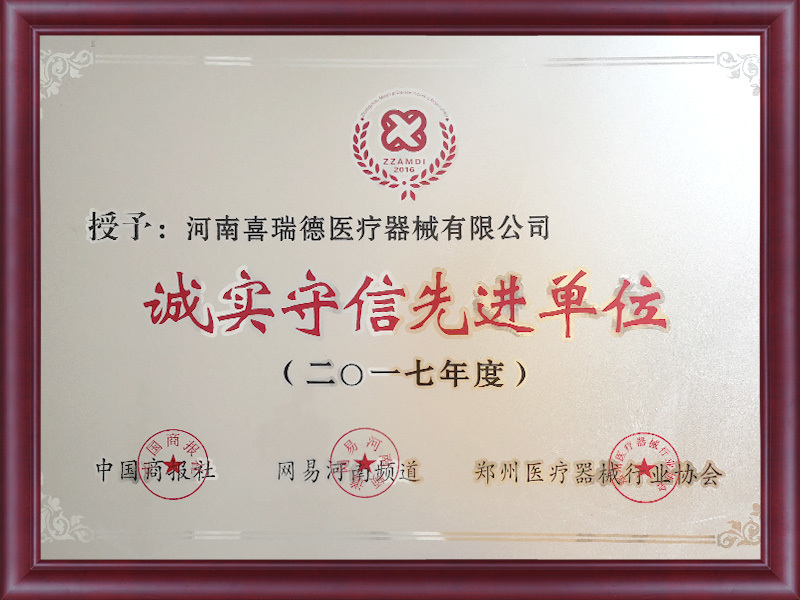 ZZAMDI
2016
授予：河南喜瑞德医疗器械有限公司
诚实守信先进单位
（二〇一七年度）
中国商报社 网易河南频道 郑州医疗器械行业协会